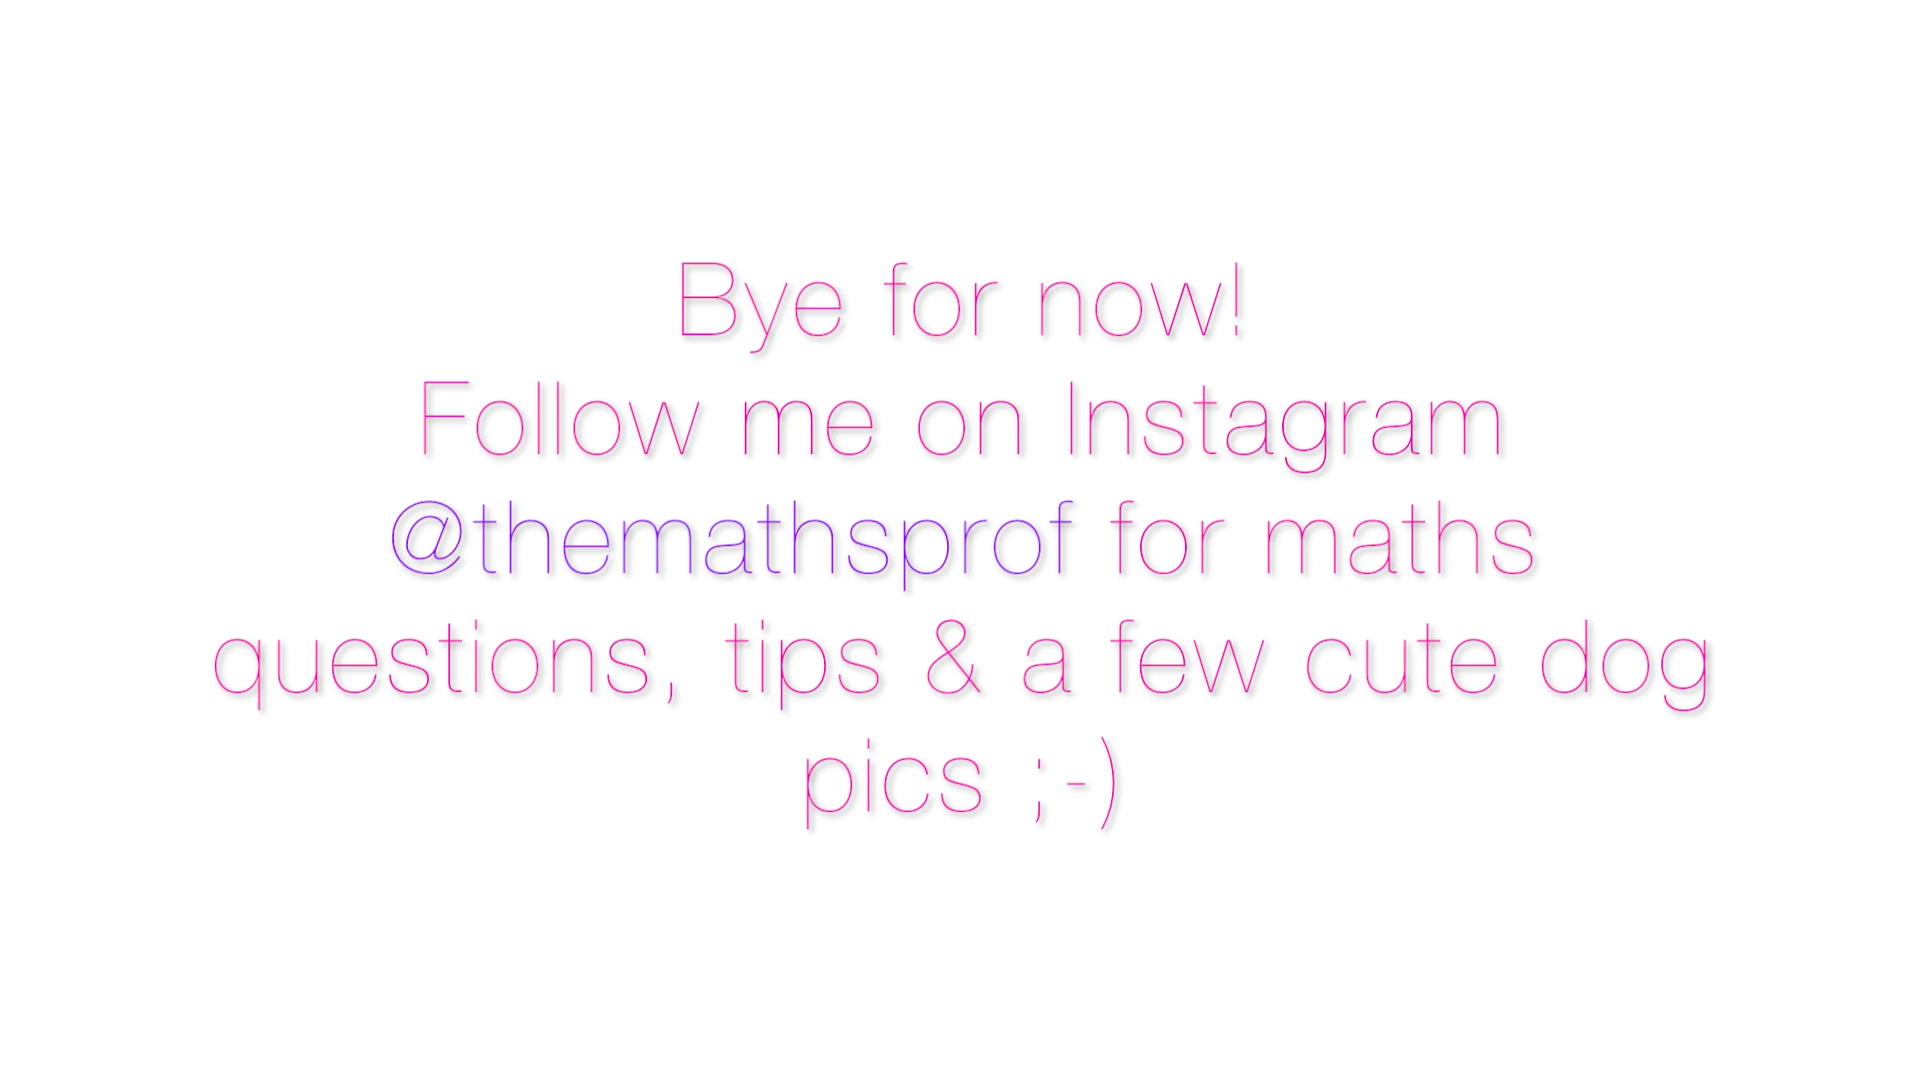 Bye for now!
Follow me on Instagram
@themathsprof for maths
questions, tips & a few cute dog
pics ;-)